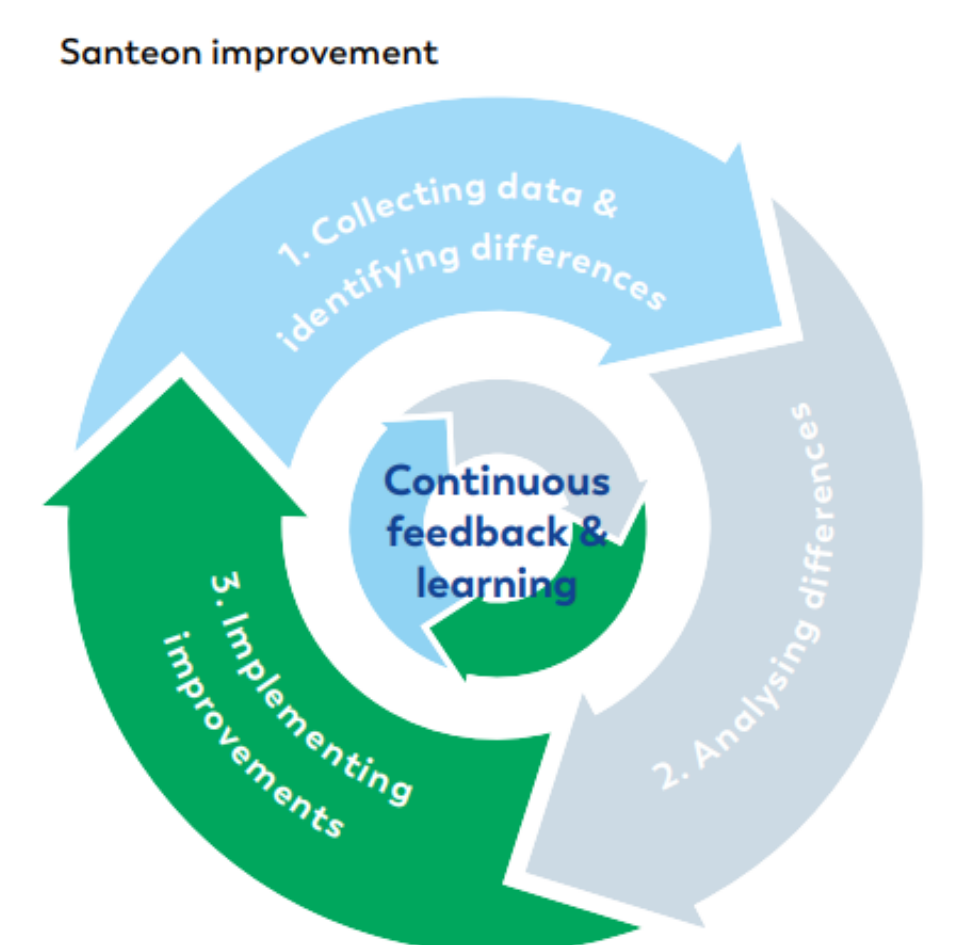 Santeon improvement
1. Collecting data &
identifying differences
2. Analysing differences
3. Implementing
improvements
Continuous
feedback &
learning